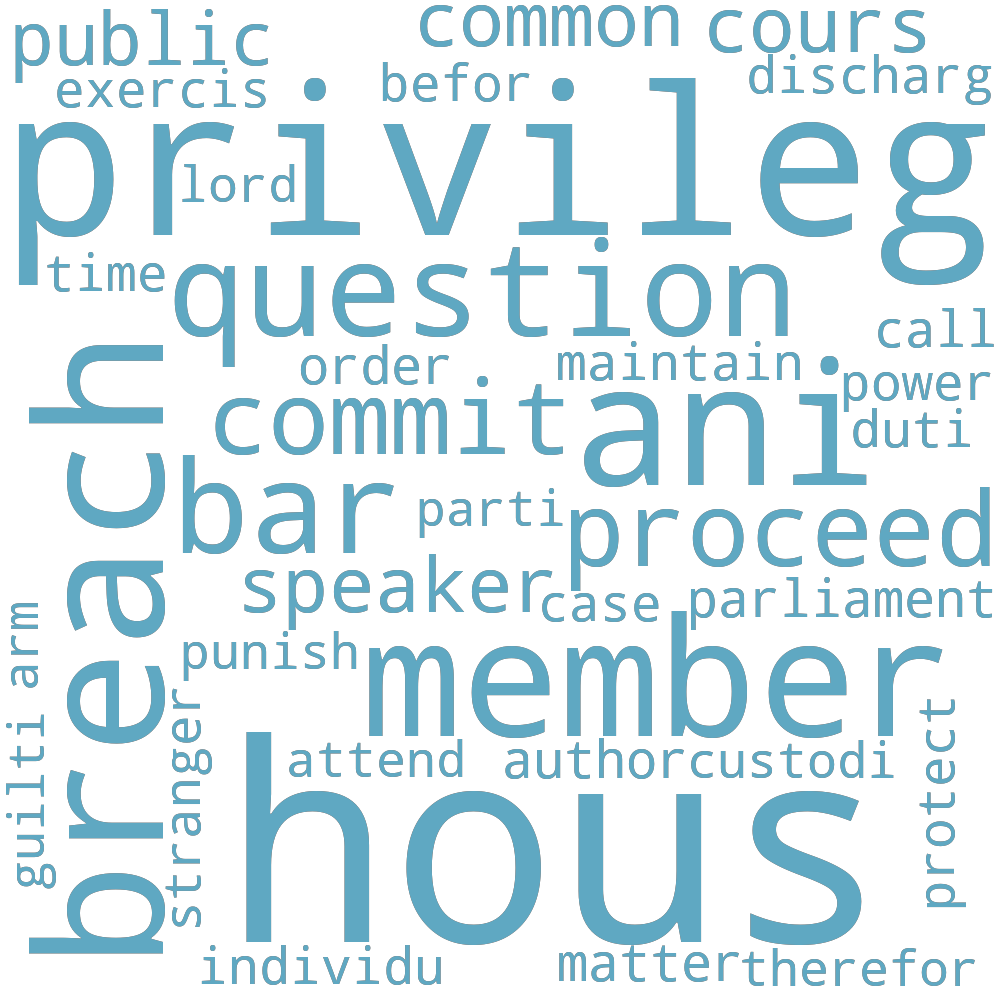 public
common
cours
exercis
befor
discharg
privileg
lord
time
question
call
order
maintain
power
commit
ani
duti
bar
parti
proceed
breach
speaker
case
parliament
arm
punish
member
guilti
stranger
attend
author
custodi
protect
hous
individu
matter
therefor